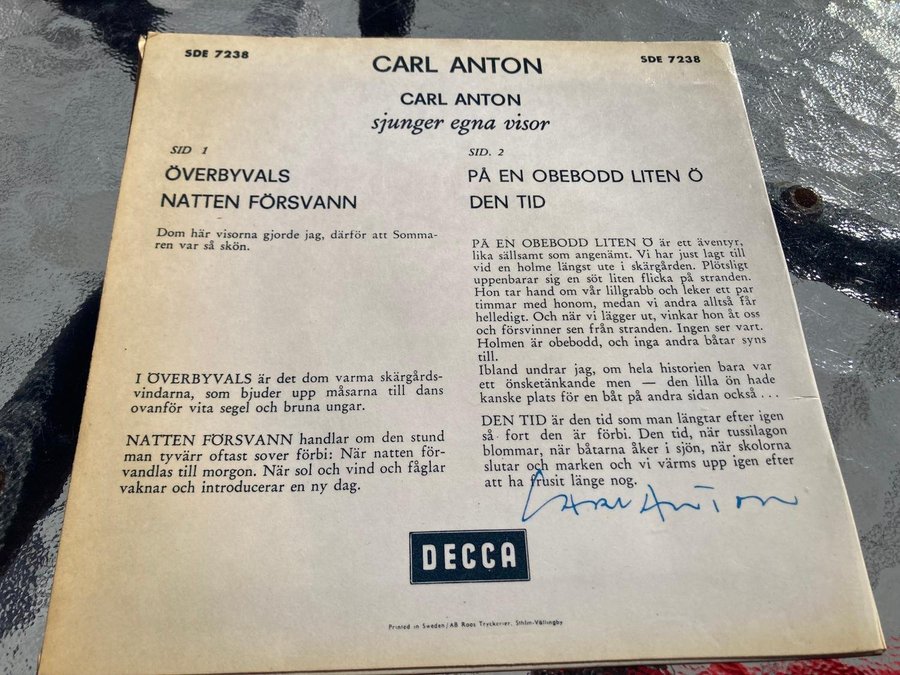 SDE 7238
SDE 7238
CARL ANTON
CARL ANTON
sjunger egna visor
SID 1
ÖVERBYVALS
NATTEN FÖRSVANN
Dom här visorna gjorde jag, därför att Somma-
ren var så skön.
I ÖVERBYVALS är det dom varma skärgårds-
vindarna, som bjuder upp måsarna till dans
ovanför vita segel och bruna ungar.
NATTEN FÖRSVANN handlar om den stund
man tyvärr oftast sover förbi: När natten för-
vandlas till morgon. När sol och vind och fåglar
vaknar och introducerar en ny dag.
SID. 2
PÅ EN OBEBODD LITEN Ö
DEN TID
PÅ EN OBEBODD LITEN Ö är ett äventyr,
lika sällsamt som angenämt. Vi har just lagt till
vid en holme längst ute i skärgården. Plötsligt
uppenbarar sig en söt liten flicka på stranden.
Hon tar hand om vår lillgrabb och leker ett par
timmar med honom, medan vi andra alltså får
helledigt. Och när vi lägger ut, vinkar hon åt oss
och försvinner sen från stranden. Ingen ser vart.
Holmen är obebodd, och inga andra båtar syns
till.
Ibland undrar jag, om hela historien bara var
ett önsketänkande men — den lilla ön hade
kanske plats för en båt på andra sidan också . . .
DEN TID är den tid som man längtar efter igen
så fort den är förbi. Den tid, när tussilagon
blommar, när båtarna åker i sjön, när skolorna
slutar och marken och vi värms upp igen efter
att ha frusit länge nog.
CARL ANTON
DECCA
Printed in Sweden/AB Roos Tryckerier, Sthlm-Vällingby